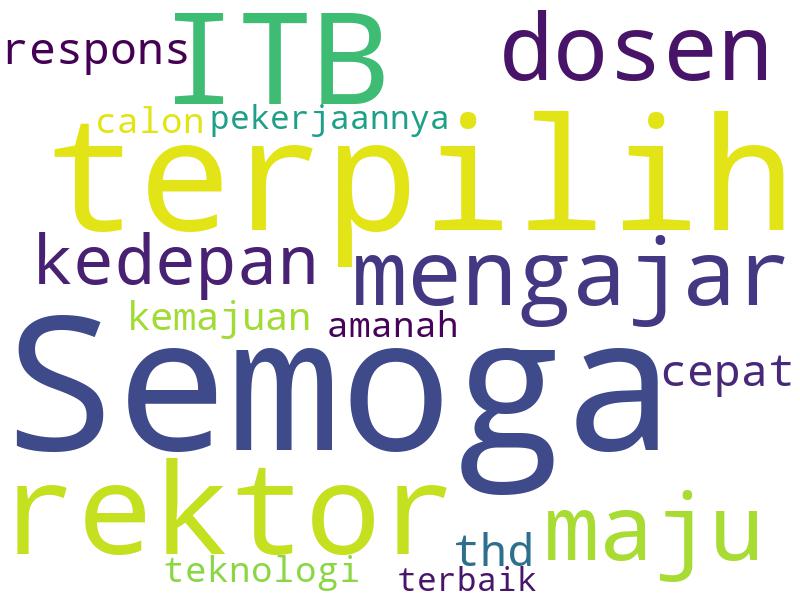 respons ITB dosen
calon pekerjaannya
terpilih
kedepan mengajar
kemajuan amanah
Semoga cepat
rektor maju
thd
teknologi terbaik